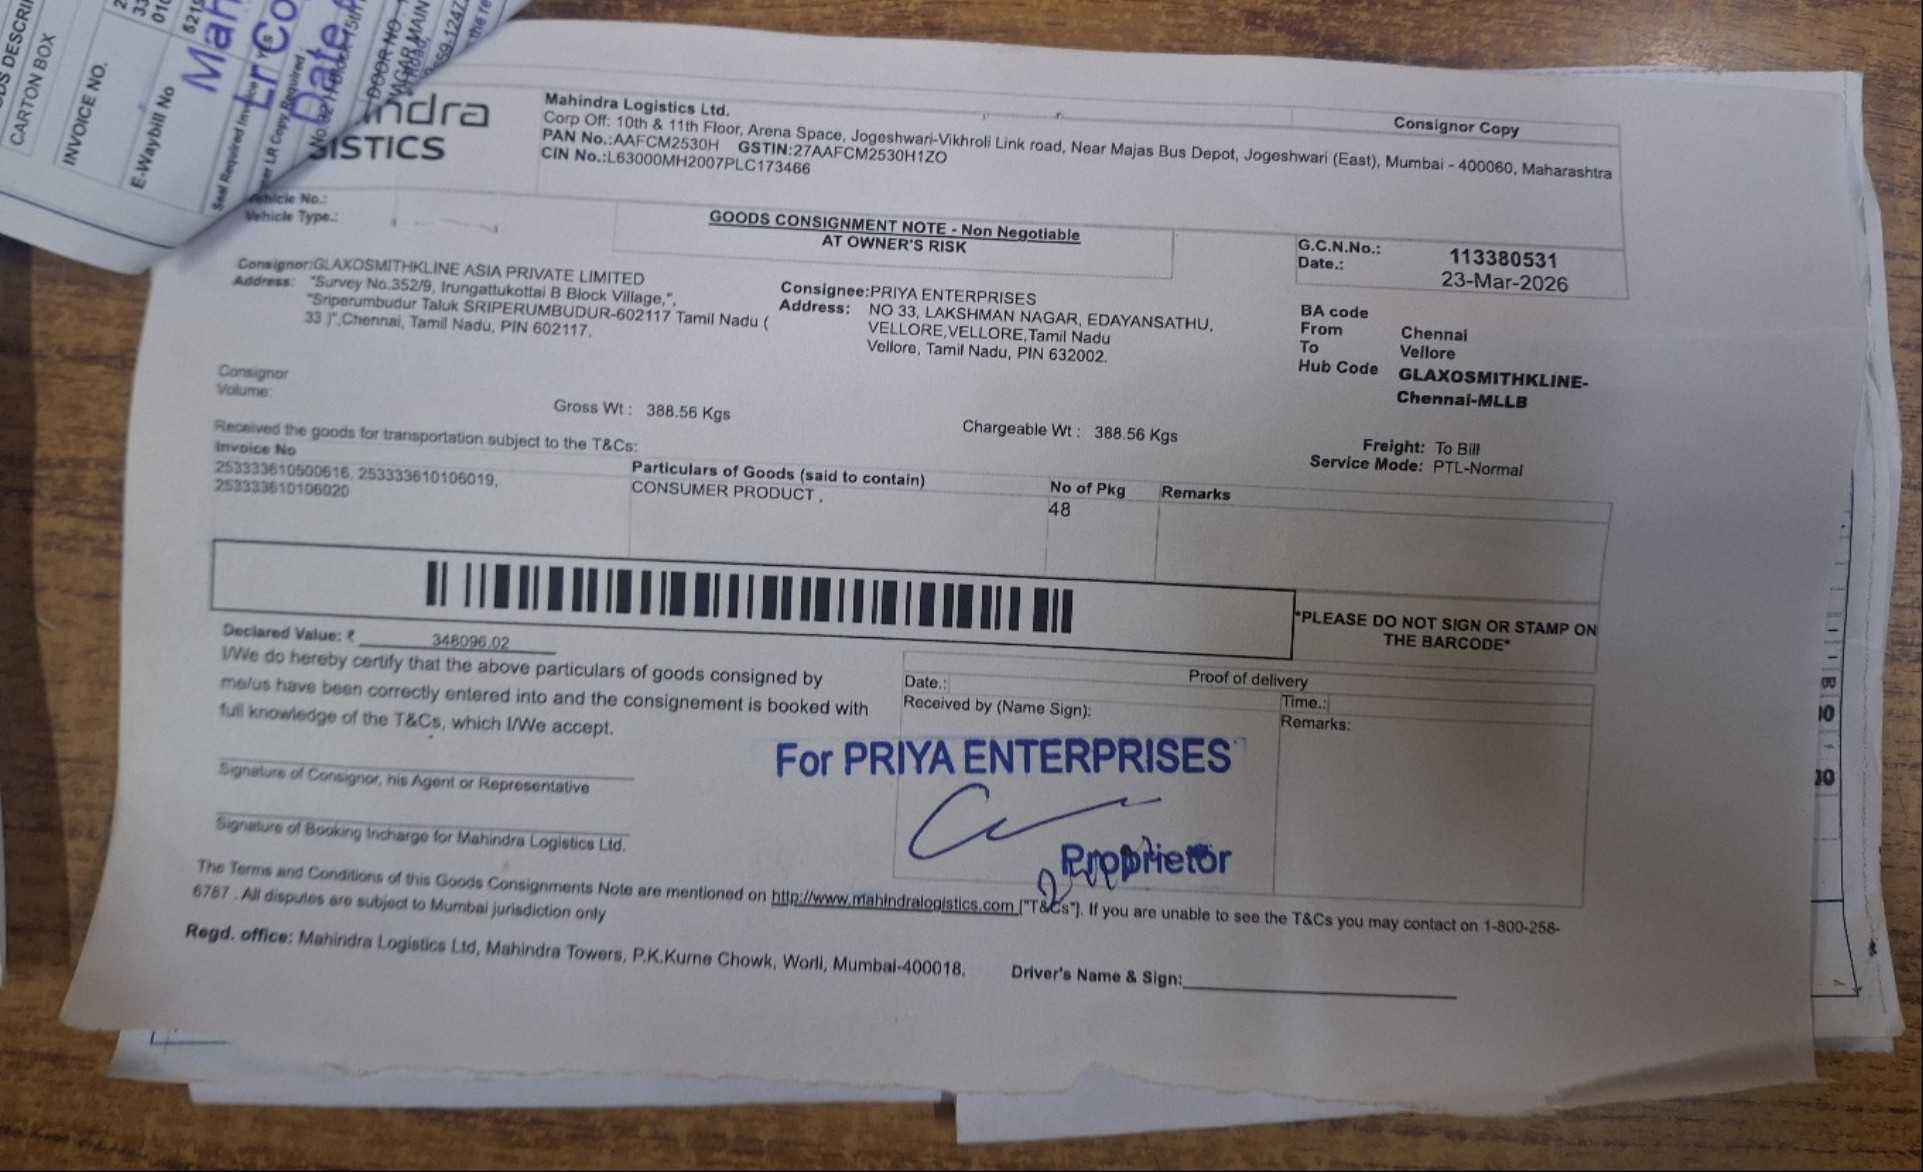 CARTON BOX
INVOICE NO.
E-Waybill No
Seal Required Invoice YES
LR Copy Required
Date
LOGISTICS
Mahindra Logistics Ltd.
Corp Off: 10th & 11th Floor, Arena Space, Jogeshwari-Vikhroli Link road, Near Majas Bus Depot, Jogeshwari (East), Mumbai - 400060, Maharashtra
PAN No.:AAFCM2530H GSTIN:27AAFCM2530H1ZO
CIN No.:L63000MH2007PLC173466
Consignor Copy
Vehicle No.:
Vehicle Type.:
GOODS CONSIGNMENT NOTE - Non Negotiable
AT OWNER'S RISK
G.C.N.No.: 113380531
Date.: 23-Mar-2026
Consignor:GLAXOSMITHKLINE ASIA PRIVATE LIMITED
Address: "Survey No.352/9, Irungattukottai B Block Village,",
"Sriperumbudur Taluk SRIPERUMBUDUR-602117 Tamil Nadu (
33 )",Chennai, Tamil Nadu, PIN 602117.
Consignee:PRIYA ENTERPRISES
Address: NO 33, LAKSHMAN NAGAR, EDAYANSATHU,
VELLORE,VELLORE,Tamil Nadu
Vellore, Tamil Nadu, PIN 632002.
BA code
From Chennai
To Vellore
Hub Code GLAXOSMITHKLINE-
Chennai-MLLB
Consignor
Volume:
Gross Wt : 388.56 Kgs
Chargeable Wt : 388.56 Kgs
Freight: To Bill
Service Mode: PTL-Normal
Received the goods for transportation subject to the T&Cs:
Invoice No
253333610500616, 253333610106019,
253333610106020
Particulars of Goods (said to contain)
CONSUMER PRODUCT ,
No of Pkg
48
Remarks
*PLEASE DO NOT SIGN OR STAMP ON
THE BARCODE*
Declared Value: ₹ 348096.02
I/We do hereby certify that the above particulars of goods consigned by
me/us have been correctly entered into and the consignement is booked with
full knowledge of the T&Cs, which I/We accept.
Proof of delivery
Date.:
Time.:
Received by (Name Sign):
Remarks:
For PRIYA ENTERPRISES
Proprietor
Signature of Consignor, his Agent or Representative
Signature of Booking Incharge for Mahindra Logistics Ltd.
The Terms and Conditions of this Goods Consignments Note are mentioned on http://www.mahindralogistics.com ["T&Cs"]. If you are unable to see the T&Cs you may contact on 1-800-258-
6787 . All disputes are subject to Mumbai jurisdiction only
Regd. office: Mahindra Logistics Ltd, Mahindra Towers, P.K.Kurne Chowk, Worli, Mumbai-400018.
Driver's Name & Sign: